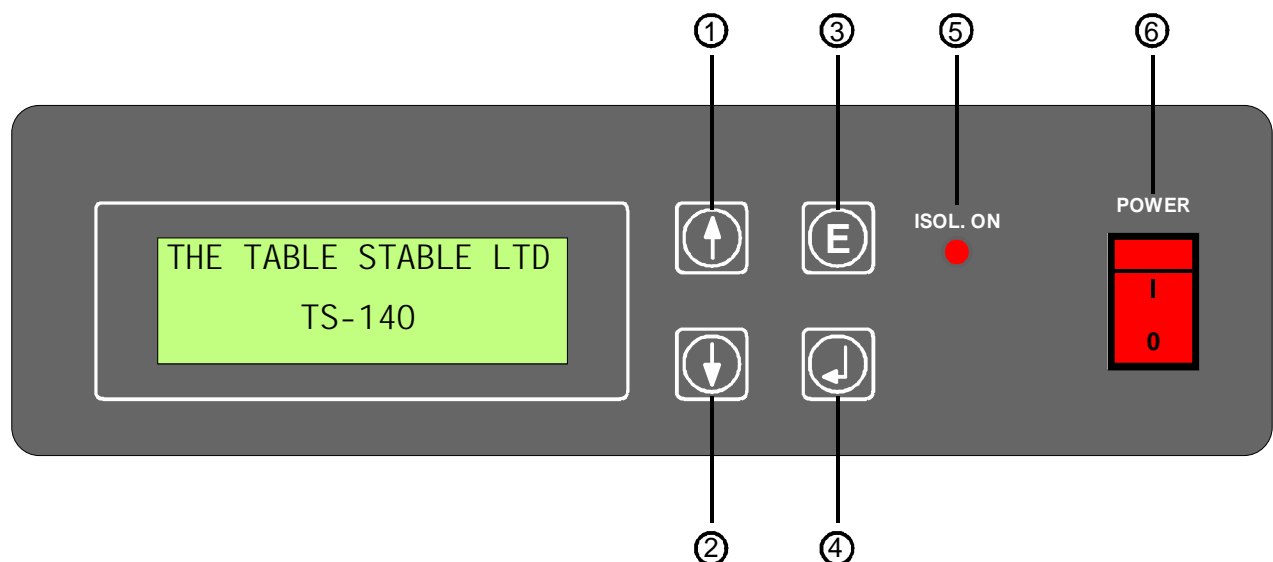 ① ③ ⑤ ⑥
POWER
ISOL. ON
E
THE TABLE STABLE LTD
TS-140
I
0
② ④